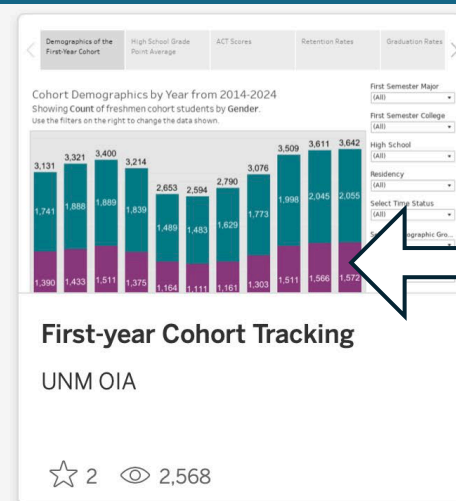 Demographics of the First-Year Cohort
High School Grade Point Average
ACT Scores
Retention Rates
Graduation Rates
Cohort Demographics by Year from 2014-2024
Showing Count of freshmen cohort students by Gender.
Use the filters on the right to change the data shown.
First Semester Major
(All)
First Semester College
(All)
High School
(All)
Residency
(All)
Select Time Status
(All)
3,131 3,321 3,400 3,214 2,653 2,594 2,790 3,076 3,509 3,611 3,642
1,741 1,888 1,889 1,839 1,489 1,483 1,629 1,773 1,998 2,045 2,055
1,390 1,433 1,511 1,375 1,164 1,111 1,161 1,303 1,511 1,566 1,572
First-year Cohort Tracking
UNM OIA
2 2,568